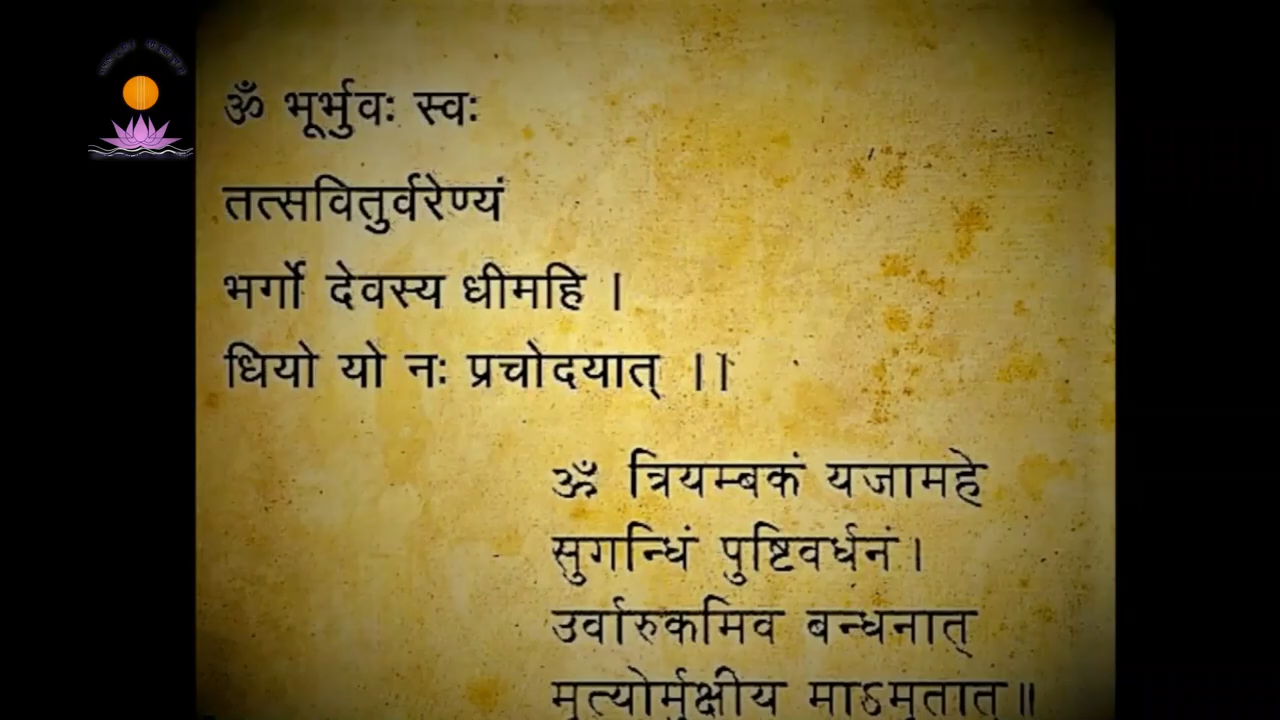 ॐ भूर्भुवः स्वः
तत्सवितुर्वरेण्यं
भर्गो देवस्य धीमहि |
धियो यो नः प्रचोदयात् ||
ॐ त्रियम्बकं यजामहे
सुगन्धिं पुष्टिवर्धनं।
उर्वारुकमिव बन्धनात्
मृत्योर्मुक्षीय माऽमृतात्॥